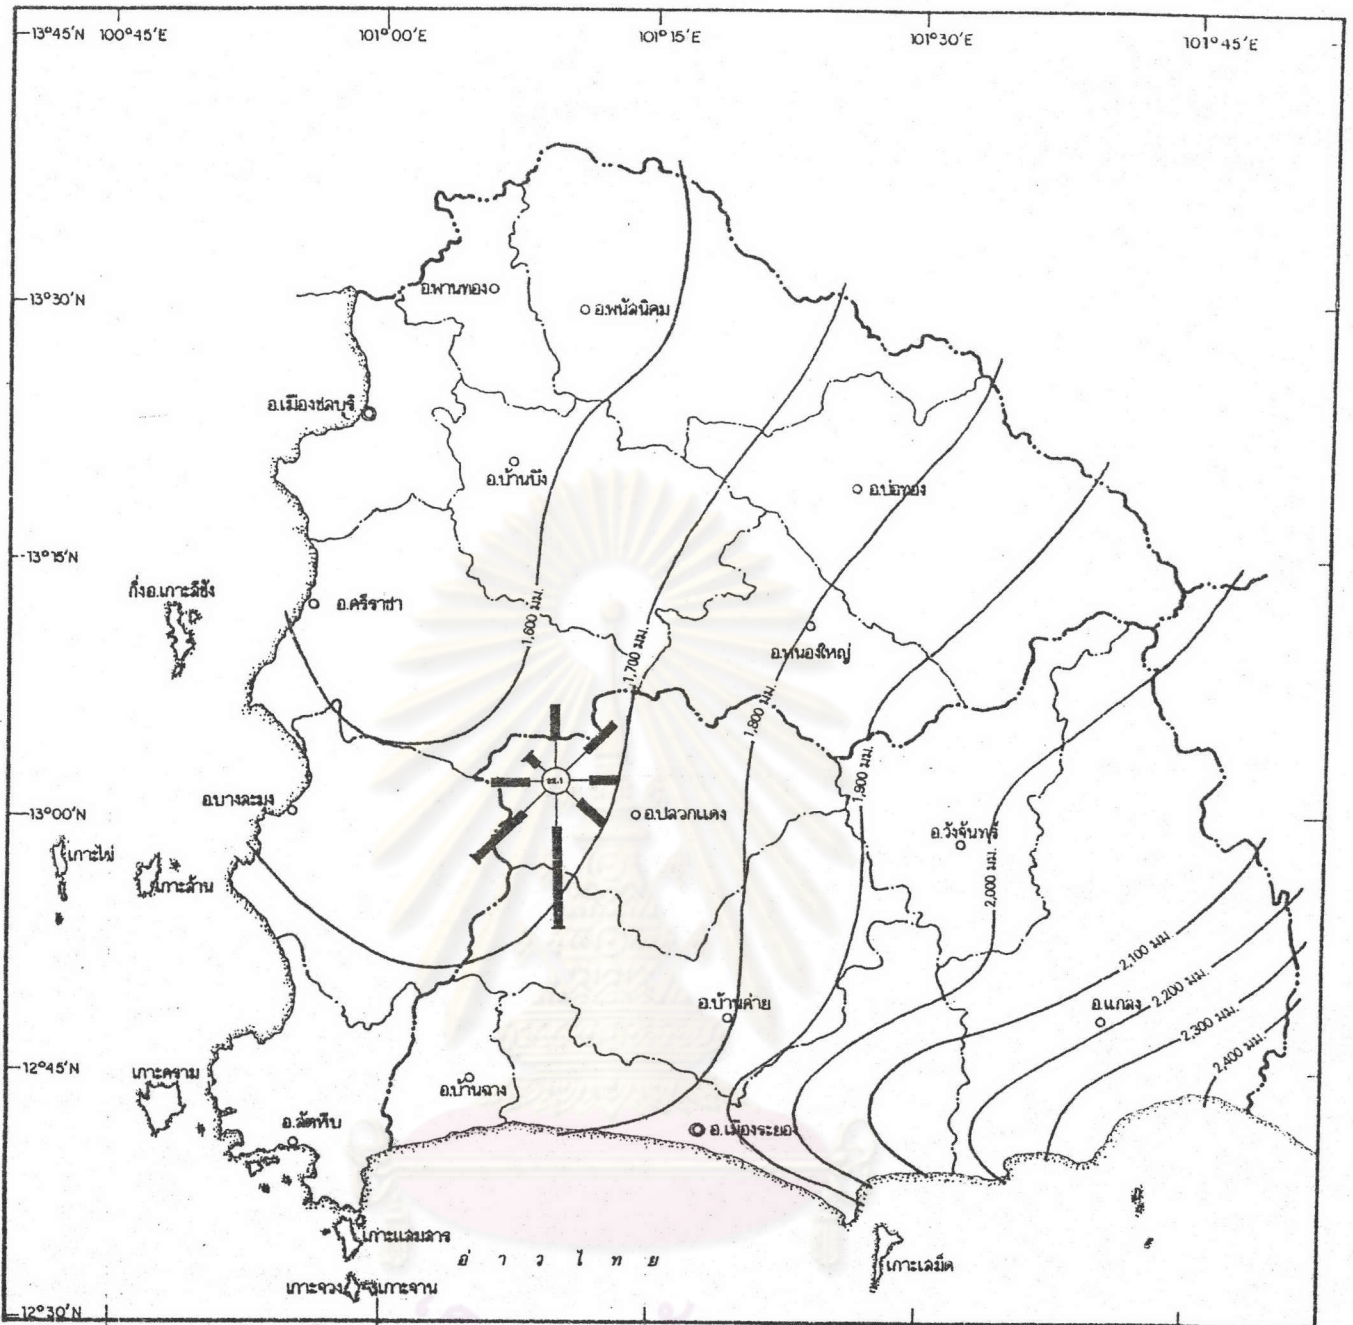 13°45′N 100°45′E 101°00′E 101°15′E 101°30′E 101°45′E
13°30′N
อ.พานทอง
อ.พนัสนิคม
อ.เมืองชลบุรี
อ.บ้านบึง
อ.บ่อทอง
13°15′N
กิ่งอ.เกาะสีชัง
อ.ศรีราชา
1,600 มม.
1,700 มม.
อ.หนองใหญ่
1,800 มม.
1,900 มม.
อ.บางละมุง
13°00′N
อ.ปลวกแดง
อ.วังจันทร์
เกาะไผ่
เกาะล้าน
2,000 มม.
2,100 มม.
2,200 มม.
อ.บ้านค่าย
อ.แกลง
2,300 มม.
2,400 มม.
12°45′N
เกาะคราม
อ.บ้านฉาง
อ.สัตหีบ
อ.เมืองระยอง
เกาะแสมสาร
อ่าวไทย
เกาะเสม็ด
เกาะจวง
เกาะจาน
12°30′N